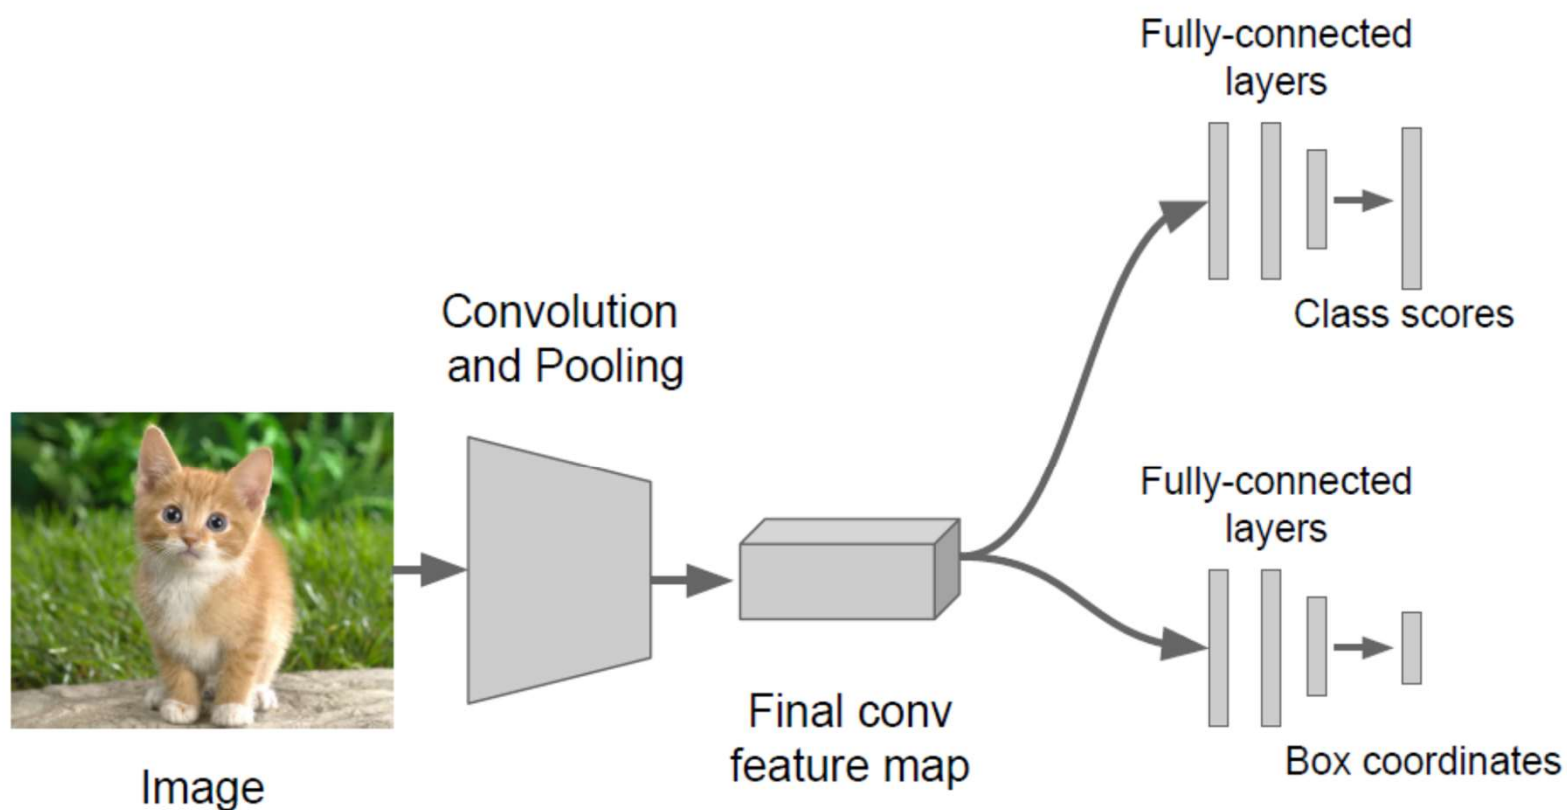 Fully-connected
layers
Class scores
Convolution
and Pooling
Fully-connected
layers
Final conv
feature map
Box coordinates
Image